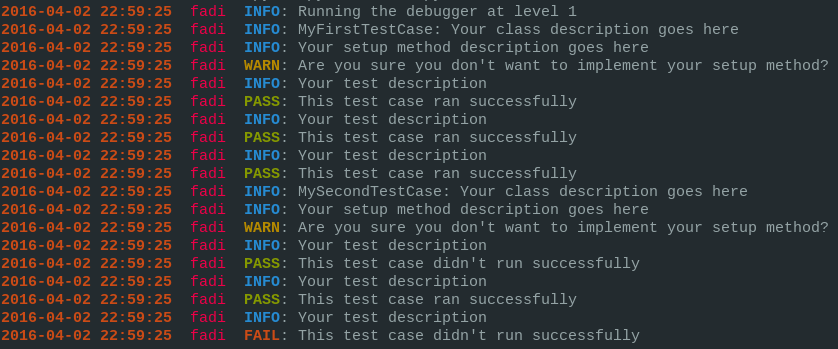 2016-04-02 22:59:25 fadi INFO: Running the debugger at level 1
2016-04-02 22:59:25 fadi INFO: MyFirstTestCase: Your class description goes here
2016-04-02 22:59:25 fadi INFO: Your setup method description goes here
2016-04-02 22:59:25 fadi WARN: Are you sure you don't want to implement your setup method?
2016-04-02 22:59:25 fadi INFO: Your test description
2016-04-02 22:59:25 fadi PASS: This test case ran successfully
2016-04-02 22:59:25 fadi INFO: Your test description
2016-04-02 22:59:25 fadi PASS: This test case ran successfully
2016-04-02 22:59:25 fadi INFO: Your test description
2016-04-02 22:59:25 fadi PASS: This test case ran successfully
2016-04-02 22:59:25 fadi INFO: MySecondTestCase: Your class description goes here
2016-04-02 22:59:25 fadi INFO: Your setup method description goes here
2016-04-02 22:59:25 fadi WARN: Are you sure you don't want to implement your setup method?
2016-04-02 22:59:25 fadi INFO: Your test description
2016-04-02 22:59:25 fadi PASS: This test case didn't run successfully
2016-04-02 22:59:25 fadi INFO: Your test description
2016-04-02 22:59:25 fadi PASS: This test case ran successfully
2016-04-02 22:59:25 fadi INFO: Your test description
2016-04-02 22:59:25 fadi FAIL: This test case didn't run successfully